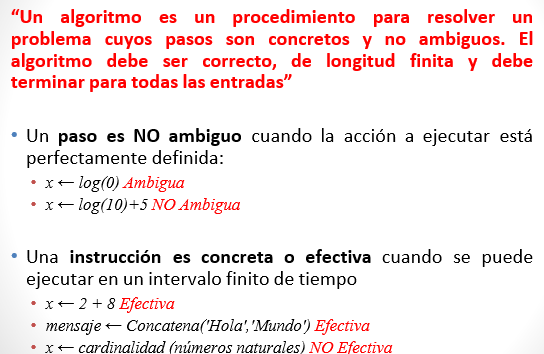 “Un algoritmo es un procedimiento para resolver un
problema cuyos pasos son concretos y no ambiguos. El
algoritmo debe ser correcto, de longitud finita y debe
terminar para todas las entradas”
• Un paso es NO ambiguo cuando la acción a ejecutar está
perfectamente definida:
• x ← log(0) Ambigua
• x ← log(10)+5 NO Ambigua
• Una instrucción es concreta o efectiva cuando se puede
ejecutar en un intervalo finito de tiempo
• x ← 2 + 8 Efectiva
• mensaje ← Concatena('Hola','Mundo') Efectiva
• x ← cardinalidad (números naturales) NO Efectiva